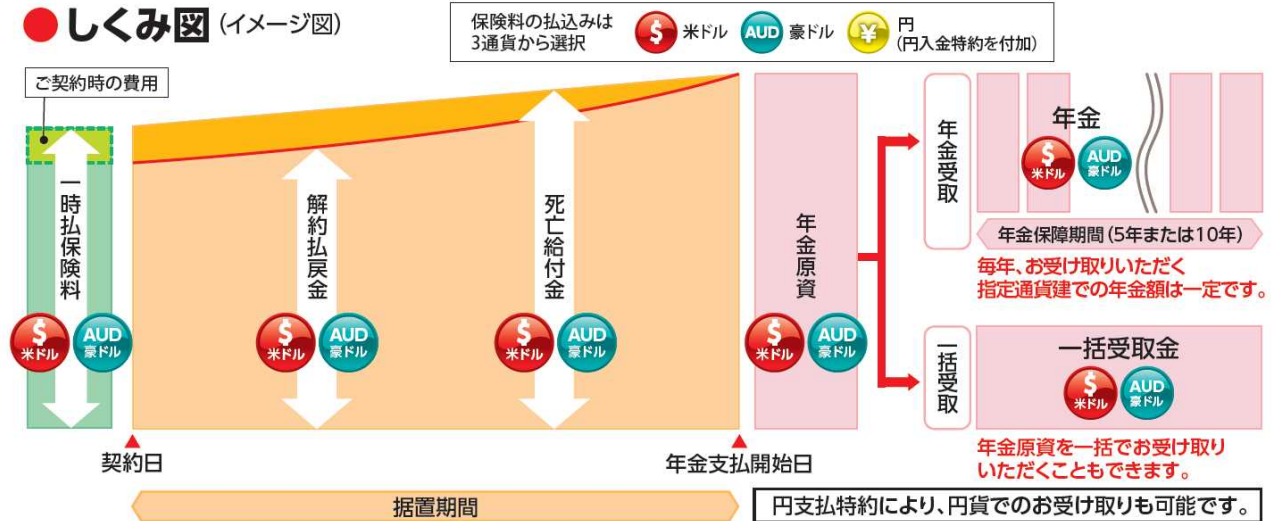 ●しくみ図（イメージ図）
保険料の払込みは
3通貨から選択
$ 米ドル
AUD 豪ドル
¥ 円
（円入金特約を付加）
ご契約時の費用
一時払保険料
$ 米ドル
AUD 豪ドル
解約払戻金
$ 米ドル
AUD 豪ドル
死亡給付金
$ 米ドル
AUD 豪ドル
年金原資
$ 米ドル
AUD 豪ドル
年金受取
年金
$ 米ドル
AUD 豪ドル
年金保障期間（5年または10年）
毎年、お受け取りいただく
指定通貨建での年金額は一定です。
一括受取
一括受取金
$ 米ドル
AUD 豪ドル
年金原資を一括でお受け取り
いただくこともできます。
契約日
年金支払開始日
据置期間
円支払特約により、円貨でのお受け取りも可能です。